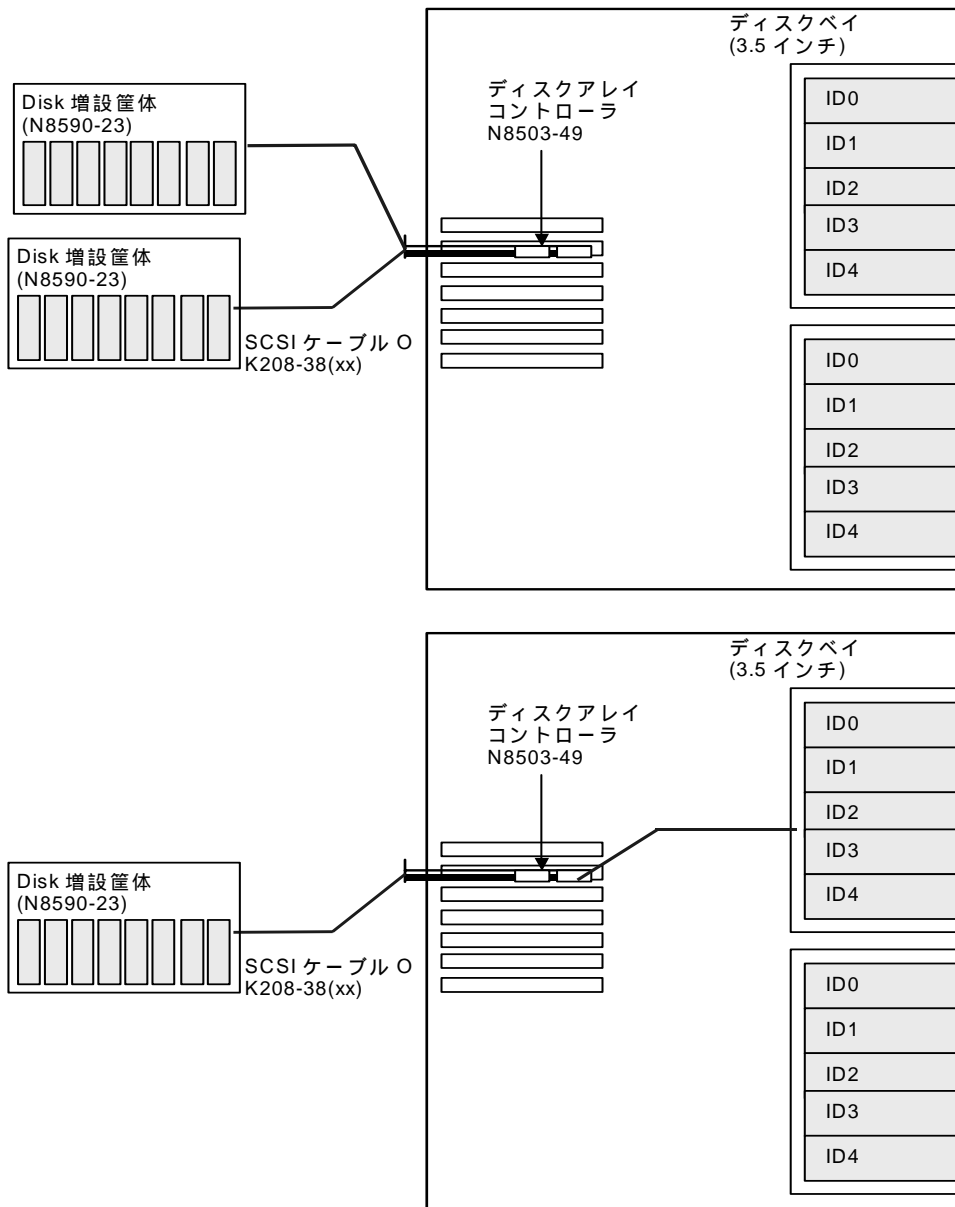 ディスクベイ
(3.5 インチ)
ディスクアレイ
コントローラ
N8503-49
Disk 増設筐体
(N8590-23)
Disk 増設筐体
(N8590-23)
SCSI ケーブル O
K208-38(xx)
ID0
ID1
ID2
ID3
ID4
ID0
ID1
ID2
ID3
ID4
ディスクベイ
(3.5 インチ)
ディスクアレイ
コントローラ
N8503-49
Disk 増設筐体
(N8590-23)
SCSI ケーブル O
K208-38(xx)
ID0
ID1
ID2
ID3
ID4
ID0
ID1
ID2
ID3
ID4